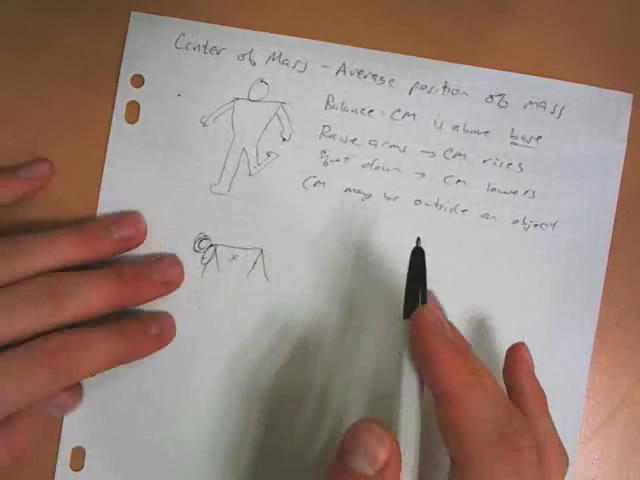 Center of Mass - Average position of mass
Balance: CM is above base
Raise arms → CM rises
Squat down → CM lowers
CM may be outside an object
x